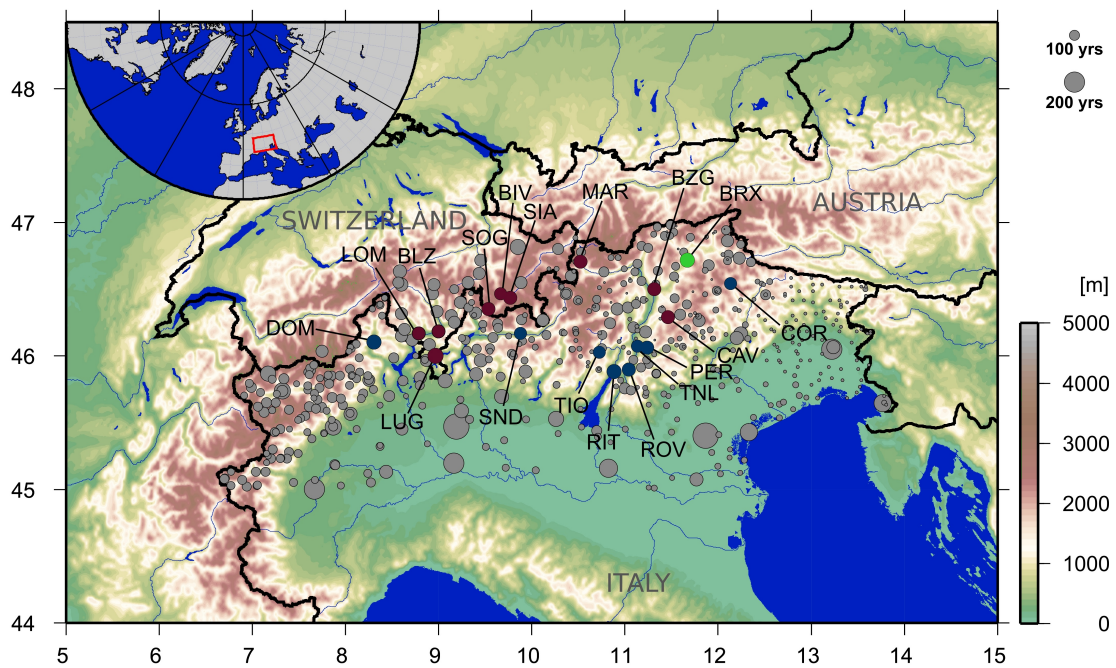 100 yrs
200 yrs
48
47
46
45
44
BIV
SIA
MAR
BZG
BRX
SWITZERLAND
AUSTRIA
SOG
LOM
BLZ
DOM
COR
CAV
PER
TNL
TIO
SND
LUG
RIT
ROV
ITALY
[m]
5000
4000
3000
2000
1000
0
5
6
7
8
9
10
11
12
13
14
15